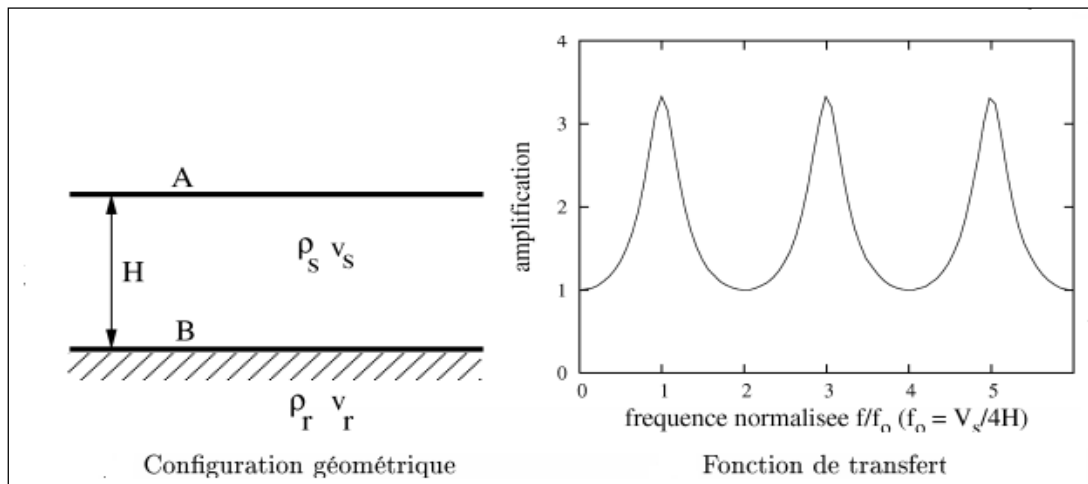 A
H
ρs vs
B
ρr vr
Configuration géométrique
4
3
2
1
0
amplification
0 1 2 3 4 5
frequence normalisee f/fo (fo = Vs/4H)
Fonction de transfert